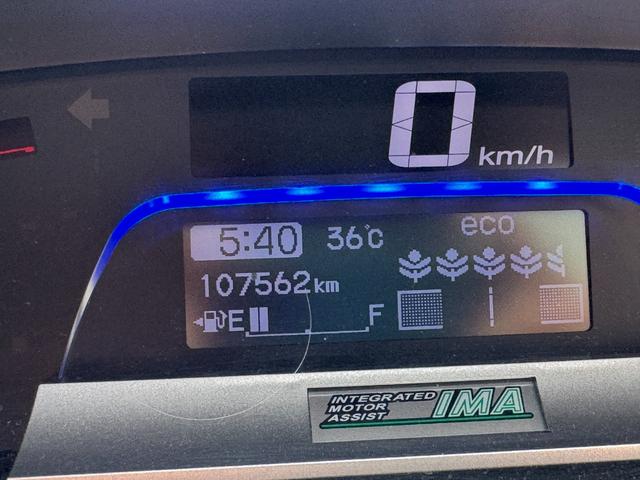 0 km/h
5:40 36°C eco
107562km
E F
INTEGRATED
MOTOR
ASSIST
IMA